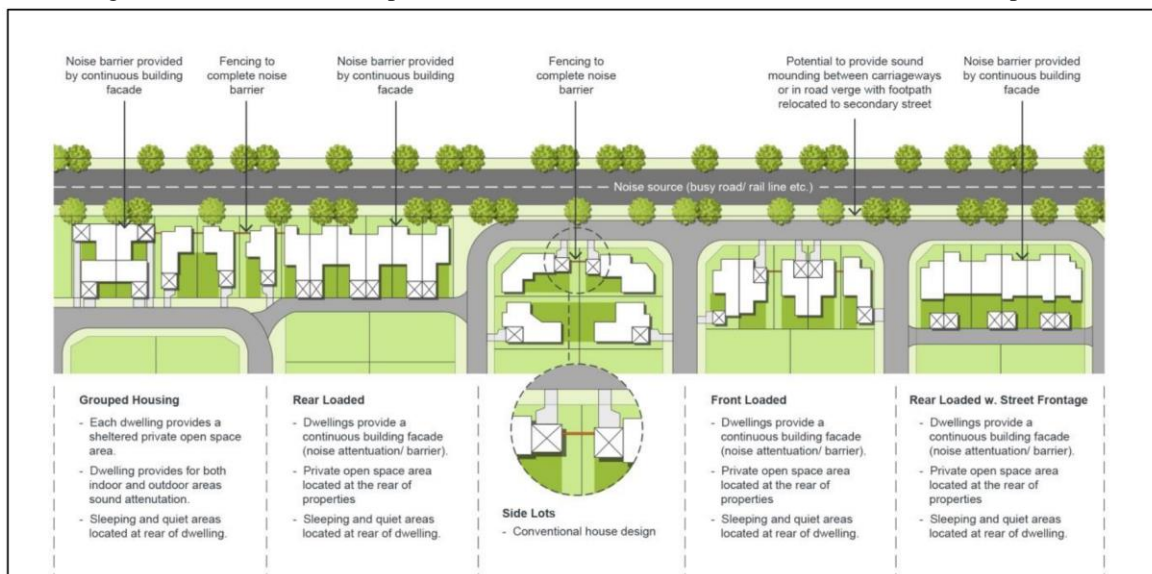 Noise barrier provided
by continuous building
facade
Fencing to
complete noise
barrier
Noise barrier provided
by continuous building
facade
Fencing to
complete noise
barrier
Potential to provide sound
mounding between carriageways
or in road verge with footpath
relocated to secondary street
Noise barrier provided
by continuous building
facade
Noise source (busy road/ rail line etc.)
Grouped Housing
- Each dwelling provides a
sheltered private open space
area.
- Dwelling provides for both
indoor and outdoor areas
sound attenutation.
- Sleeping and quiet areas
located at rear of dwelling.
Rear Loaded
- Dwellings provide a
continuous building facade
(noise attentuation/ barrier).
- Private open space area
located at the rear of
properties
- Sleeping and quiet areas
located at rear of dwelling.
Side Lots
- Conventional house design
Front Loaded
- Dwellings provide a
continuous building facade
(noise attentuation/ barrier).
- Private open space area
located at the rear of
properties
- Sleeping and quiet areas
located at rear of dwelling.
Rear Loaded w. Street Frontage
- Dwellings provide a
continuous building facade
(noise attentuation/ barrier).
- Private open space area
located at the rear of
properties
- Sleeping and quiet areas
located at rear of dwelling.